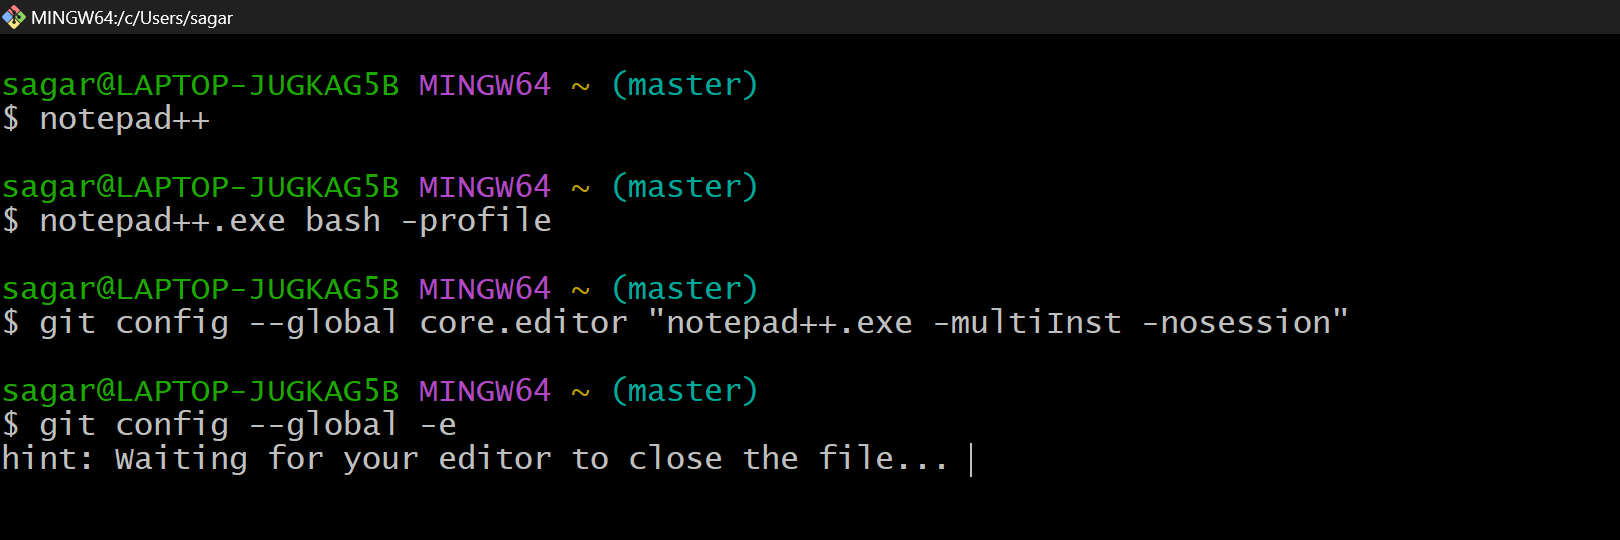 MINGW64:/c/Users/sagar
sagar@LAPTOP-JUGKAG5B MINGW64 ~ (master)
$ notepad++
sagar@LAPTOP-JUGKAG5B MINGW64 ~ (master)
$ notepad++.exe bash -profile
sagar@LAPTOP-JUGKAG5B MINGW64 ~ (master)
$ git config --global core.editor "notepad++.exe -multiInst -nosession"
sagar@LAPTOP-JUGKAG5B MINGW64 ~ (master)
$ git config --global -e
hint: Waiting for your editor to close the file...